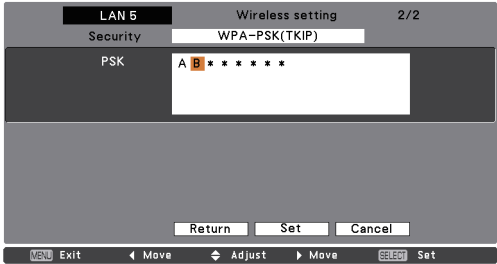 LAN 5 Wireless setting 2/2
Security WPA-PSK(TKIP)
PSK A B * * * * * *
Return Set Cancel
MENU Exit ◀ Move ◆ Adjust ▶ Move SELECT Set